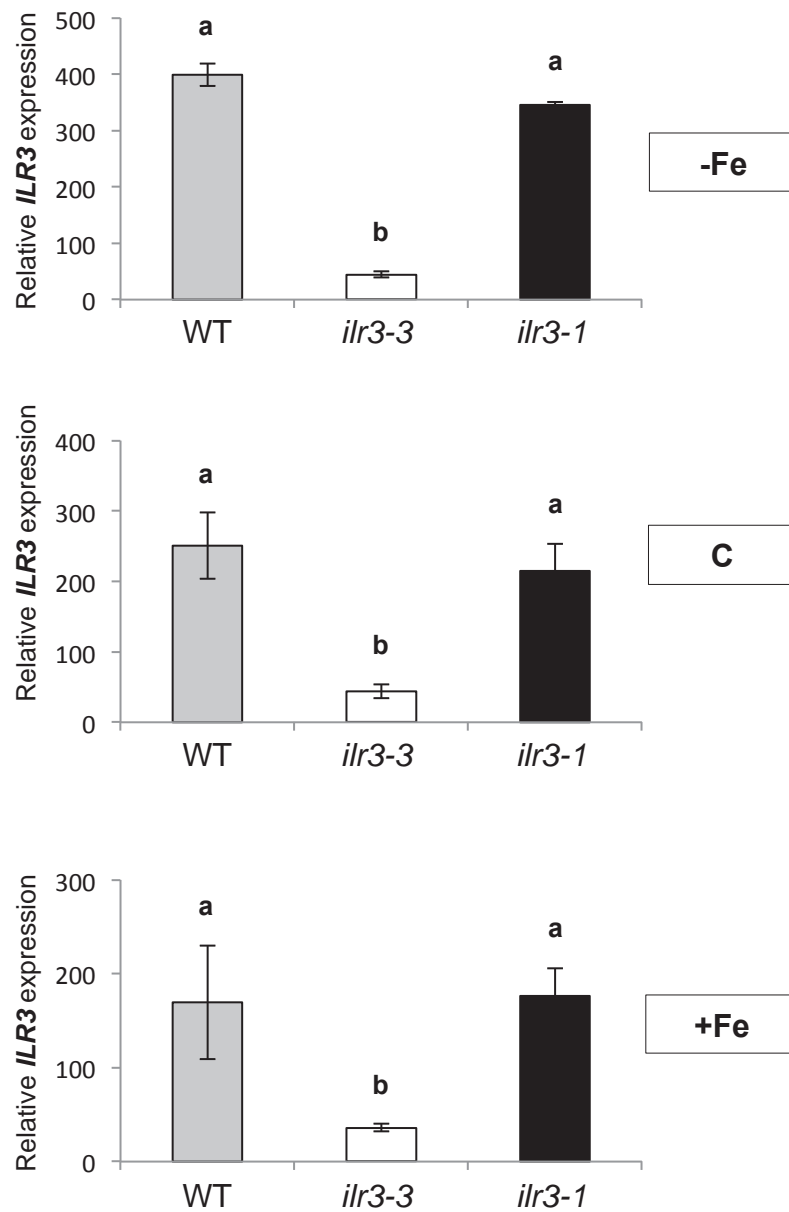 Relative ILR3 expression
500
400
300
200
100
0
a
b
a
WT
ilr3-3
ilr3-1
-Fe
Relative ILR3 expression
400
300
200
100
0
a
b
a
WT
ilr3-3
ilr3-1
C
Relative ILR3 expression
300
200
100
0
a
b
a
WT
ilr3-3
ilr3-1
+Fe